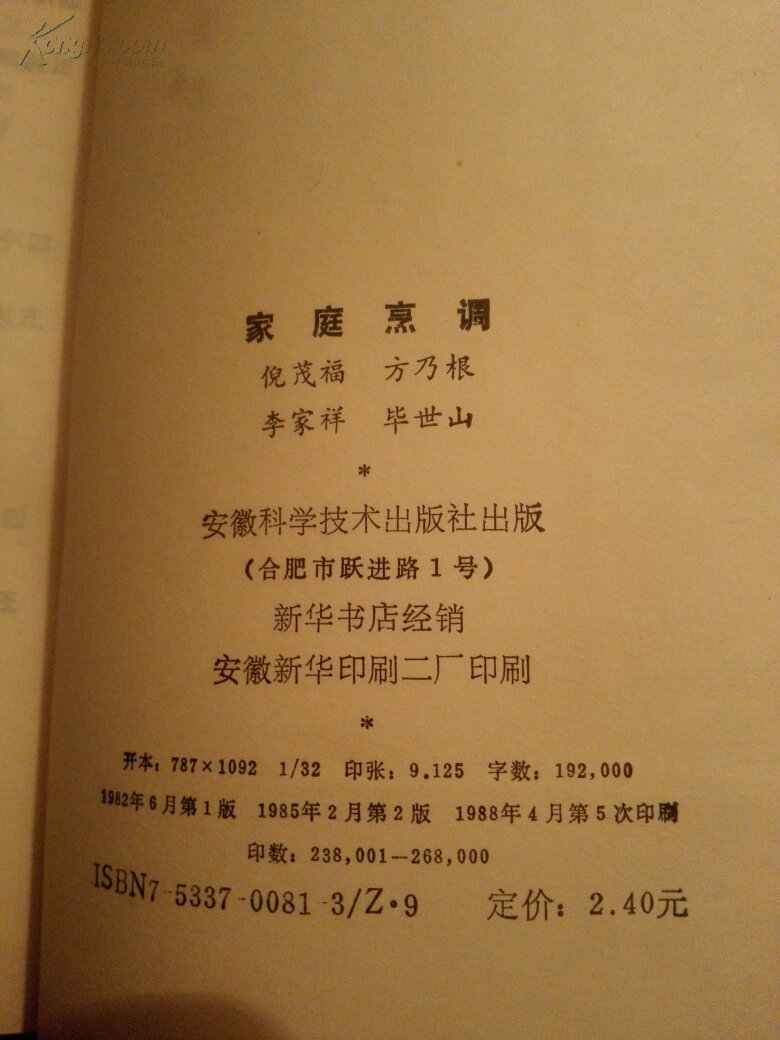 Kongfz.com
家庭烹调
倪茂福 方乃根
李家祥 毕世山
*
安徽科学技术出版社出版
(合肥市跃进路1号)
新华书店经销
安徽新华印刷二厂印刷
*
开本：787×1092 1/32 印张：9.125 字数：192,000
1982年6月第1版 1985年2月第2版 1988年4月第5次印刷
印数：238,001—268,000
ISBN7-5337-0081-3/Z·9 定价：2.40元